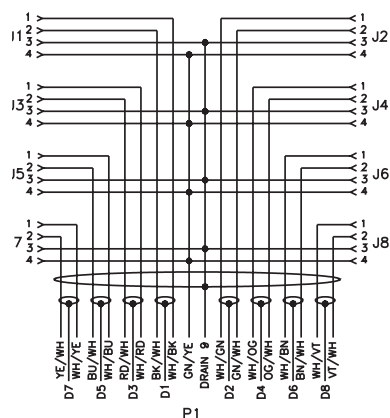 1 1
2 2
I1 3 3 J2
4 4
1 1
2 2
I3 3 3 J4
4 4
1 1
2 2
J5 3 3 J6
4 4
1 1
2 2
7 3 3 J8
4 4
YE/WH WH/YE BU/WH WH/BU RD/WH WH/RD BK/WH WH/BK GN/YE DRAIN 9 WH/GN GN/WH WH/OG OG/WH WH/BN BN/WH WH/VT VT/WH
D7 D5 D3 D1 D2 D4 D6 D8
P1